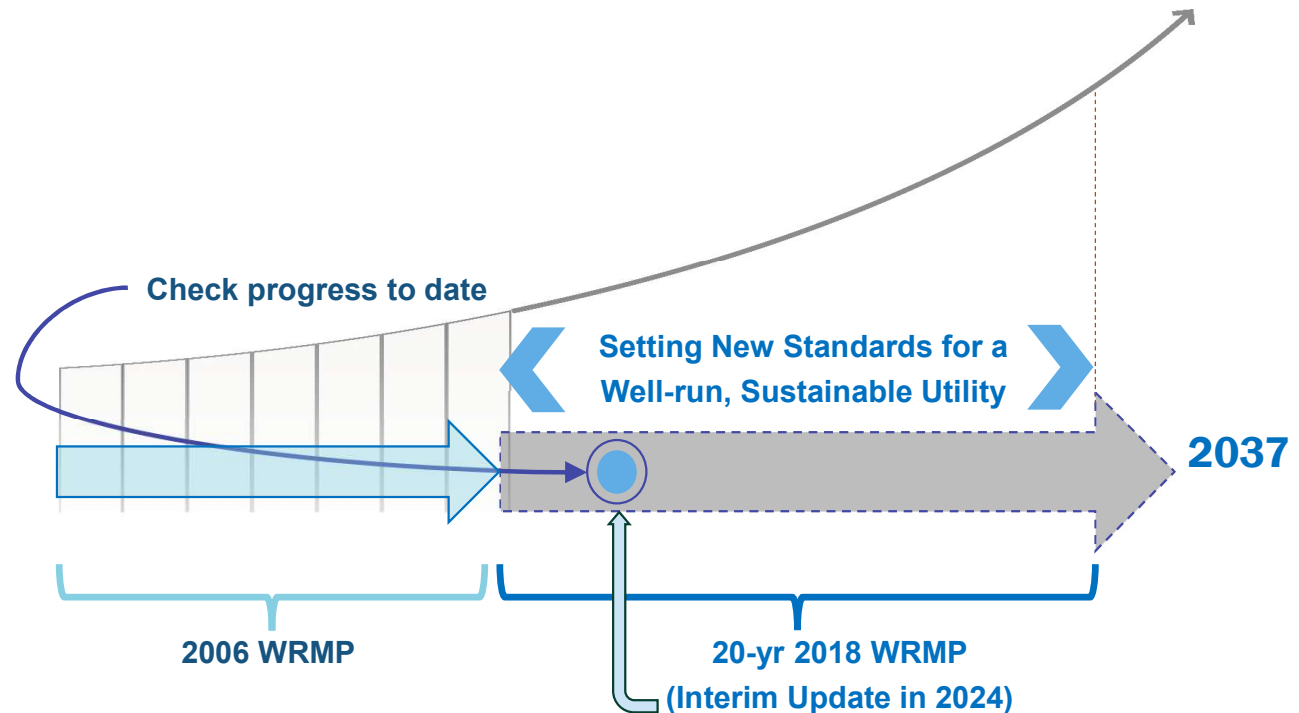 Check progress to date
Setting New Standards for a
Well-run, Sustainable Utility
2037
2006 WRMP
20-yr 2018 WRMP
(Interim Update in 2024)